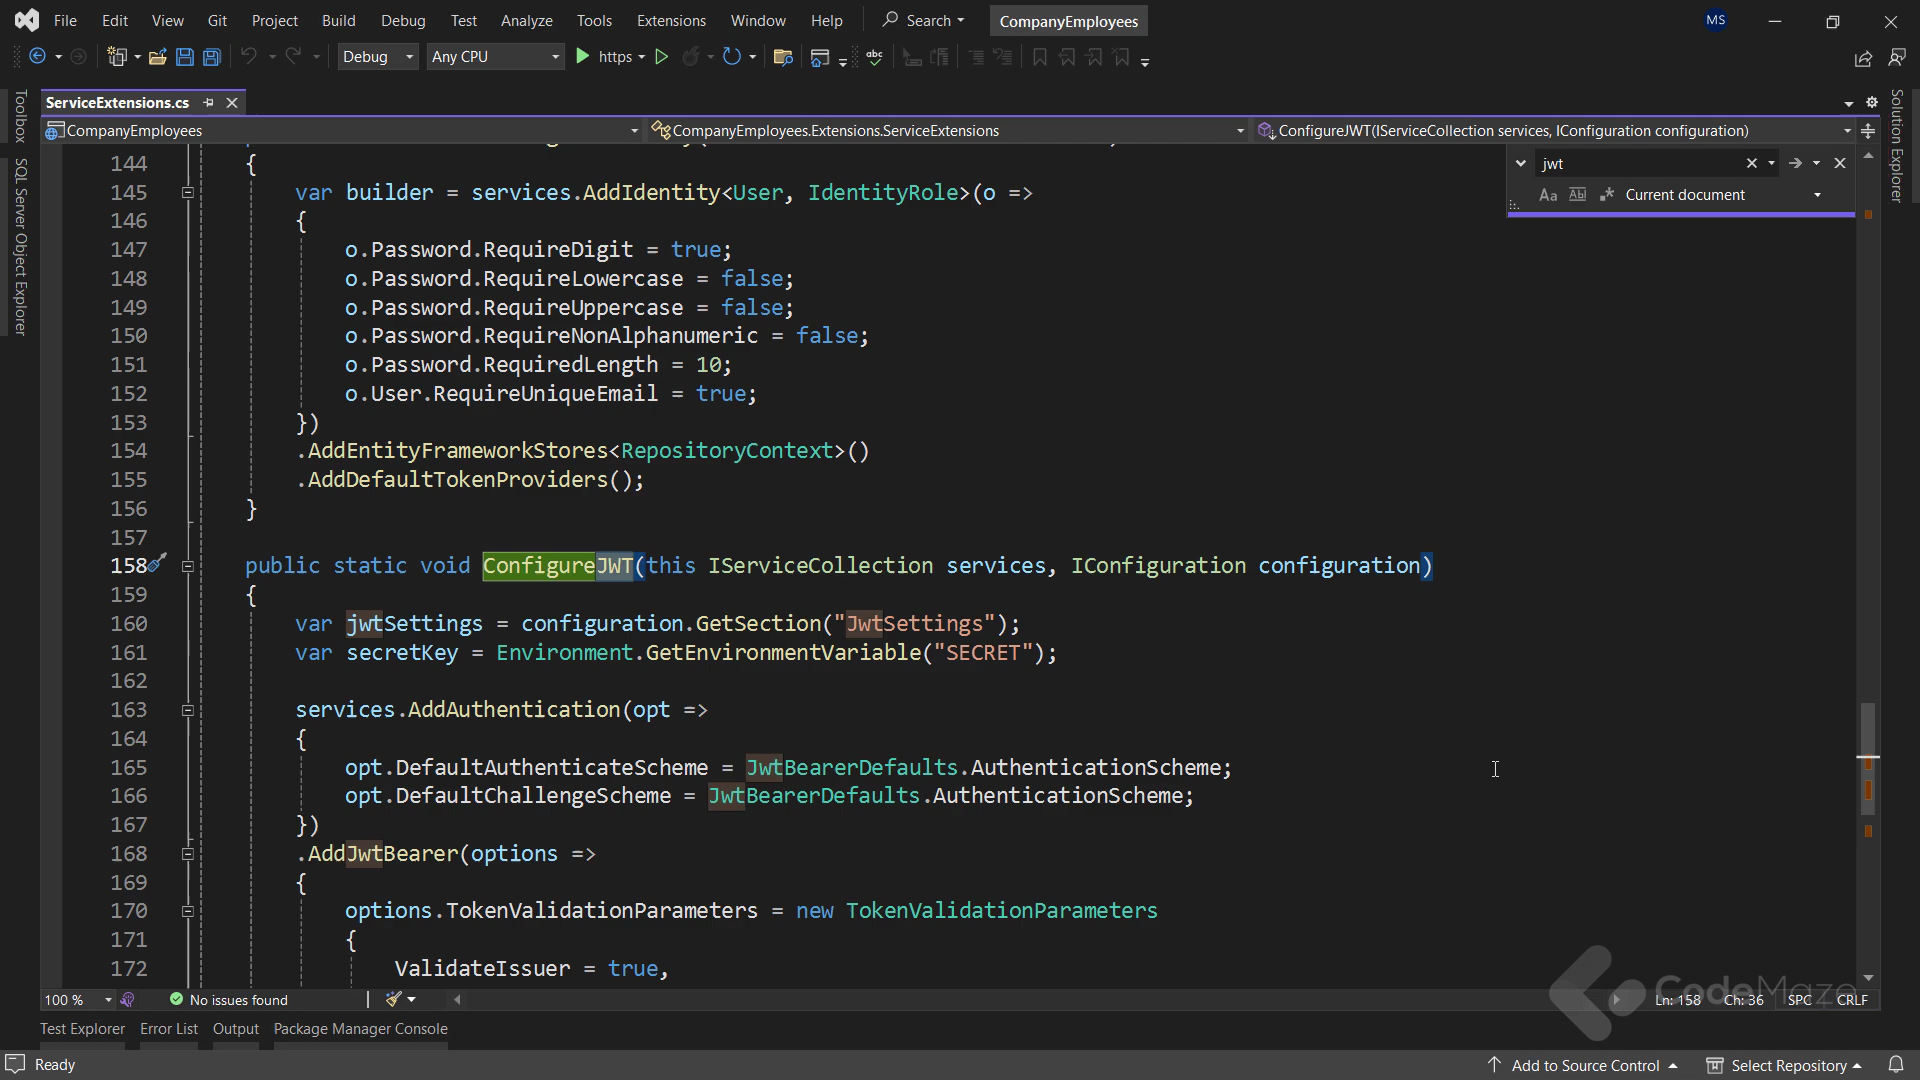 File Edit View Git Project Build Debug Test Analyze Tools Extensions Window Help Search CompanyEmployees MS
Debug Any CPU https abc
Toolbox
SQL Server Object Explorer
Solution Explorer
ServiceExtensions.cs
CompanyEmployees CompanyEmployees.Extensions.ServiceExtensions ConfigureJWT(IServiceCollection services, IConfiguration configuration)
jwt
Aa Abl Current document
144 {
145 var builder = services.AddIdentity<User, IdentityRole>(o =>
146 {
147 o.Password.RequireDigit = true;
148 o.Password.RequireLowercase = false;
149 o.Password.RequireUppercase = false;
150 o.Password.RequireNonAlphanumeric = false;
151 o.Password.RequiredLength = 10;
152 o.User.RequireUniqueEmail = true;
153 })
154 .AddEntityFrameworkStores<RepositoryContext>()
155 .AddDefaultTokenProviders();
156 }
157
158 public static void ConfigureJWT(this IServiceCollection services, IConfiguration configuration)
159 {
160 var jwtSettings = configuration.GetSection("JwtSettings");
161 var secretKey = Environment.GetEnvironmentVariable("SECRET");
162
163 services.AddAuthentication(opt =>
164 {
165 opt.DefaultAuthenticateScheme = JwtBearerDefaults.AuthenticationScheme;
166 opt.DefaultChallengeScheme = JwtBearerDefaults.AuthenticationScheme;
167 })
168 .AddJwtBearer(options =>
169 {
170 options.TokenValidationParameters = new TokenValidationParameters
171 {
172 ValidateIssuer = true,
CodeMaze
100 % No issues found Ln: 158 Ch: 36 SPC CRLF
Test Explorer Error List Output Package Manager Console
Ready Add to Source Control Select Repository